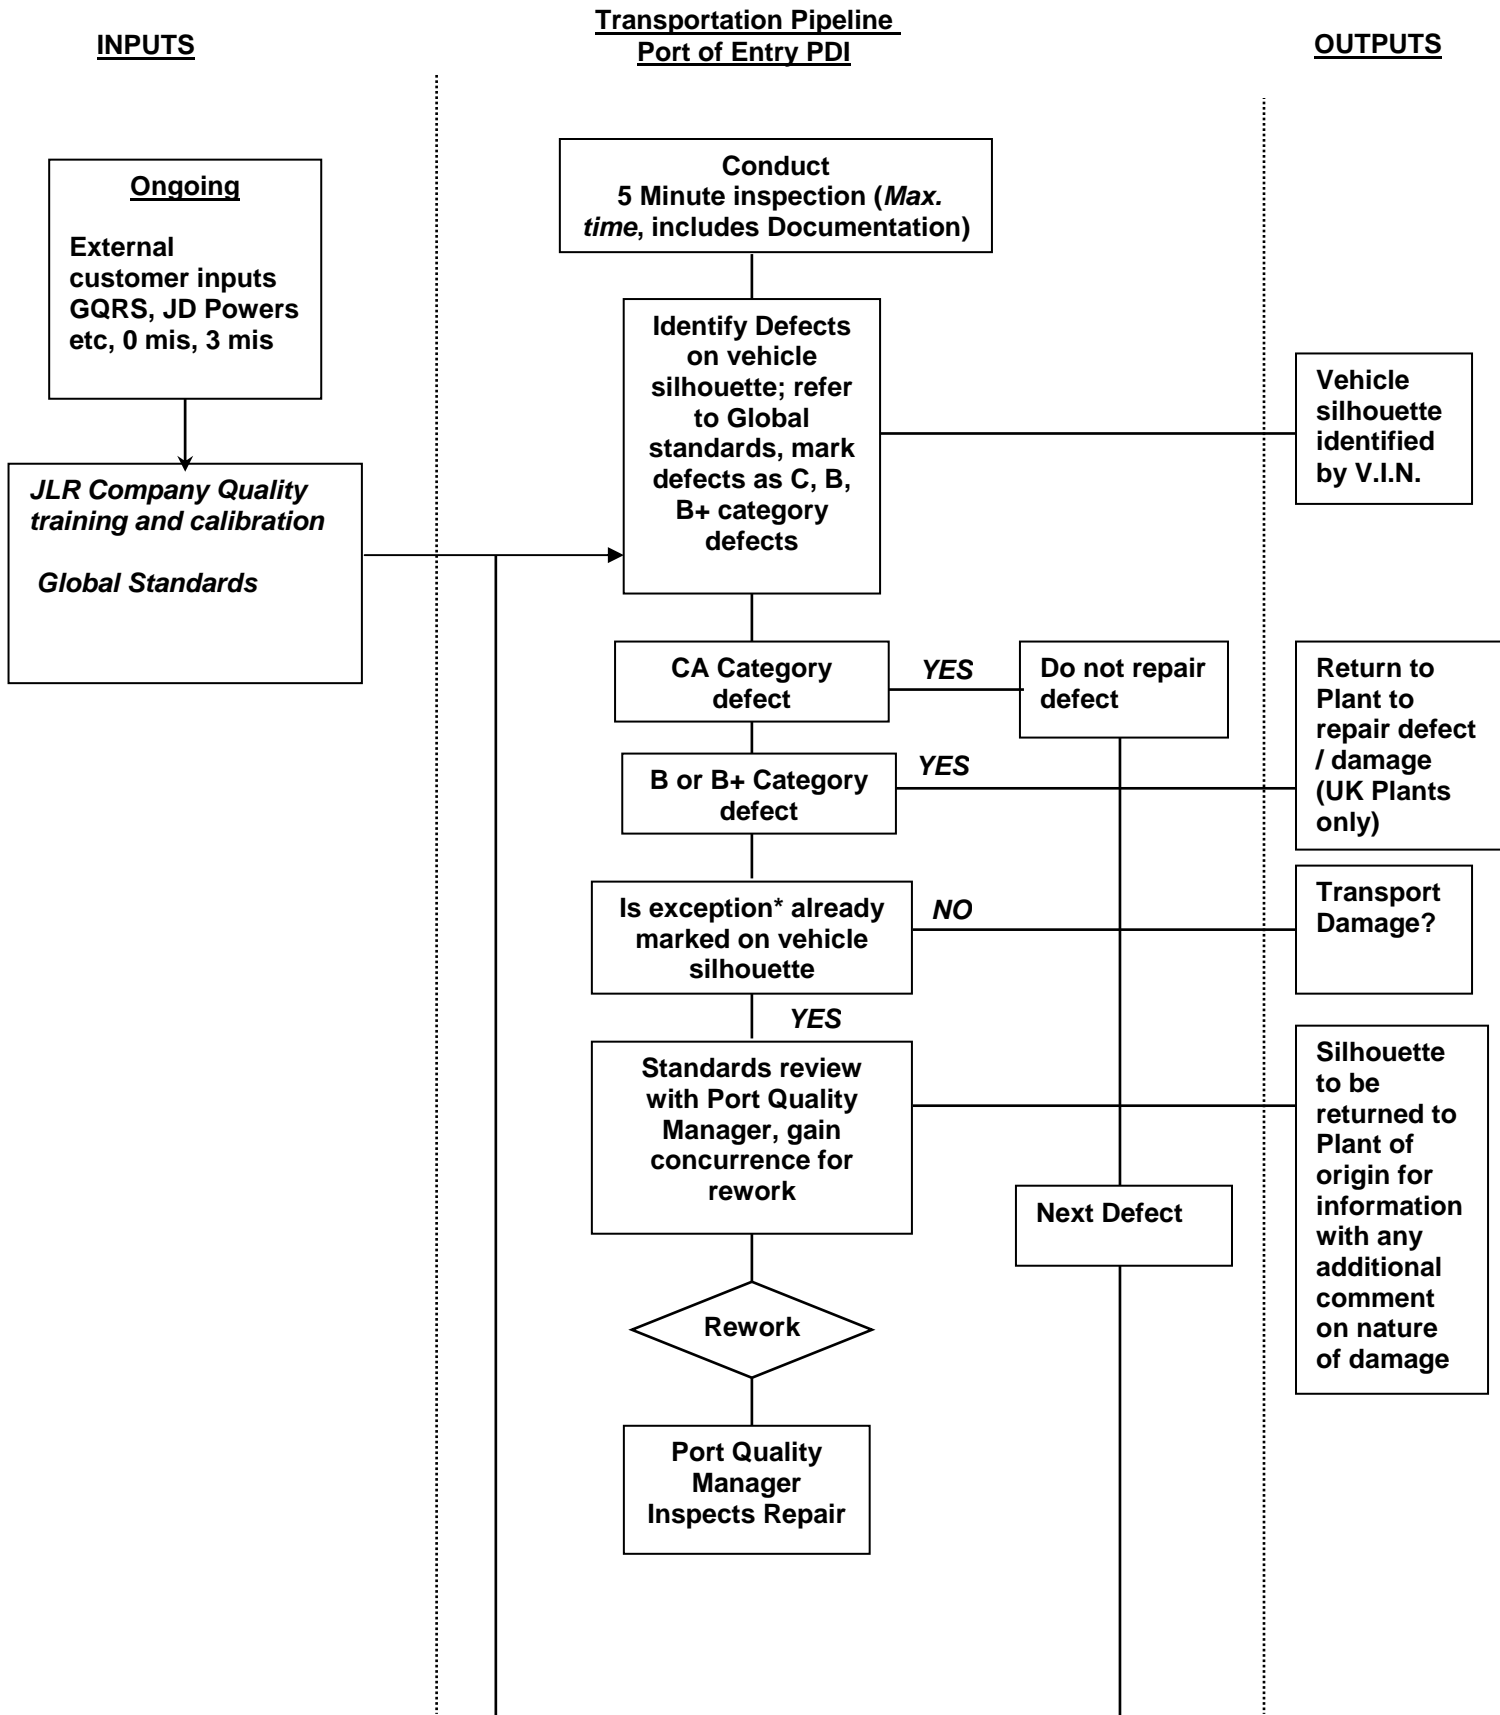 INPUTS
Transportation Pipeline
Port of Entry PDI
OUTPUTS
Ongoing
External
customer inputs
GQRS, JD Powers
etc, 0 mis, 3 mis
JLR Company Quality
training and calibration
Global Standards
Conduct
5 Minute inspection (Max.
time, includes Documentation)
Identify Defects
on vehicle
silhouette; refer
to Global
standards, mark
defects as C, B,
B+ category
defects
Vehicle
silhouette
identified
by V.I.N.
CA Category
defect
YES
Do not repair
defect
B or B+ Category
defect
YES
Return to
Plant to
repair defect
/ damage
(UK Plants
only)
Is exception* already
marked on vehicle
silhouette
NO
Transport
Damage?
YES
Standards review
with Port Quality
Manager, gain
concurrence for
rework
Silhouette
to be
returned to
Plant of
origin for
information
with any
additional
comment
on nature
of damage
Next Defect
Rework
Port Quality
Manager
Inspects Repair